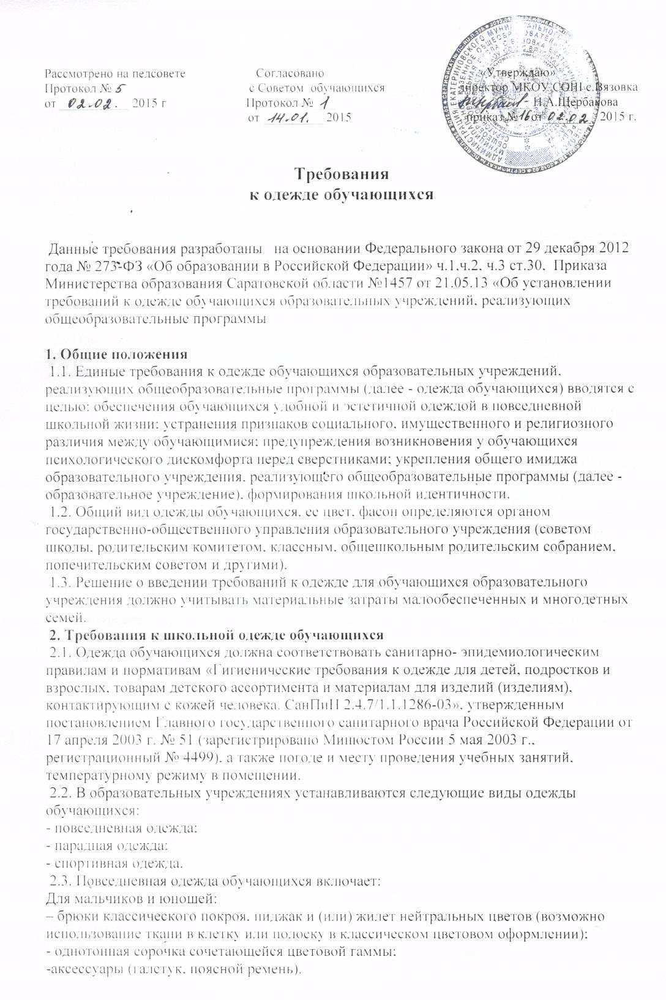 Рассмотрено на педсовете Согласовано «Утверждаю»
Протокол № 5 с Советом обучающихся директор МКОУ СОШ с.Вязовка
от 02.02. 2015 г Протокол № 1 Н.А.Щербакова
от 14.01. 2015 приказ № 16 от 02.02 2015 г.
Требования
к одежде обучающихся
Данные требования разработаны на основании Федерального закона от 29 декабря 2012
года № 273-ФЗ «Об образовании в Российской Федерации» ч.1,ч.2, ч.3 ст.30, Приказа
Министерства образования Саратовской области №1457 от 21.05.13 «Об установлении
требований к одежде обучающихся образовательных учреждений, реализующих
общеобразовательные программы
1. Общие положения
1.1. Единые требования к одежде обучающихся образовательных учреждений,
реализующих общеобразовательные программы (далее - одежда обучающихся) вводятся с
целью: обеспечения обучающихся удобной и эстетичной одеждой в повседневной
школьной жизни; устранения признаков социального, имущественного и религиозного
различия между обучающимися; предупреждения возникновения у обучающихся
психологического дискомфорта перед сверстниками; укрепления общего имиджа
образовательного учреждения, реализующего общеобразовательные программы (далее -
образовательное учреждение), формирования школьной идентичности.
1.2. Общий вид одежды обучающихся, ее цвет, фасон определяются органом
государственно-общественного управления образовательного учреждения (советом
школы, родительским комитетом, классным, общешкольным родительским собранием,
попечительским советом и другими).
1.3. Решение о введении требований к одежде для обучающихся образовательного
учреждения должно учитывать материальные затраты малообеспеченных и многодетных
семей.
2. Требования к школьной одежде обучающихся
2.1. Одежда обучающихся должна соответствовать санитарно- эпидемиологическим
правилам и нормативам «Гигиенические требования к одежде для детей, подростков и
взрослых, товарам детского ассортимента и материалам для изделий (изделиям),
контактирующим с кожей человека. СанПиН 2.4.7/1.1.1286-03», утвержденным
постановлением Главного государственного санитарного врача Российской Федерации от
17 апреля 2003 г. № 51 (зарегистрировано Минюстом России 5 мая 2003 г.,
регистрационный № 4499), а также погоде и месту проведения учебных занятий,
температурному режиму в помещении.
2.2. В образовательных учреждениях устанавливаются следующие виды одежды
обучающихся:
- повседневная одежда;
- парадная одежда;
- спортивная одежда.
2.3. Повседневная одежда обучающихся включает:
Для мальчиков и юношей:
– брюки классического покроя, пиджак и (или) жилет нейтральных цветов (возможно
использование ткани в клетку или полоску в классическом цветовом оформлении);
- однотонная сорочка сочетающейся цветовой гаммы;
-аксессуары (галстук, поясной ремень).